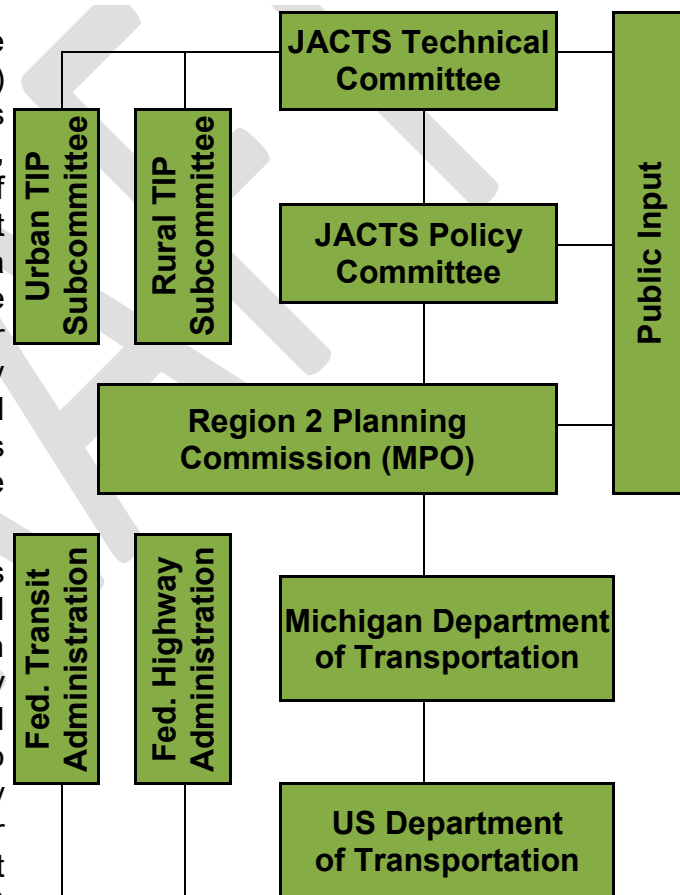 JACTS Technical
Committee
Urban TIP
Subcommittee
Rural TIP
Subcommittee
Public Input
JACTS Policy
Committee
Region 2 Planning
Commission (MPO)
Fed. Transit
Administration
Fed. Highway
Administration
Michigan Department
of Transportation
US Department
of Transportation